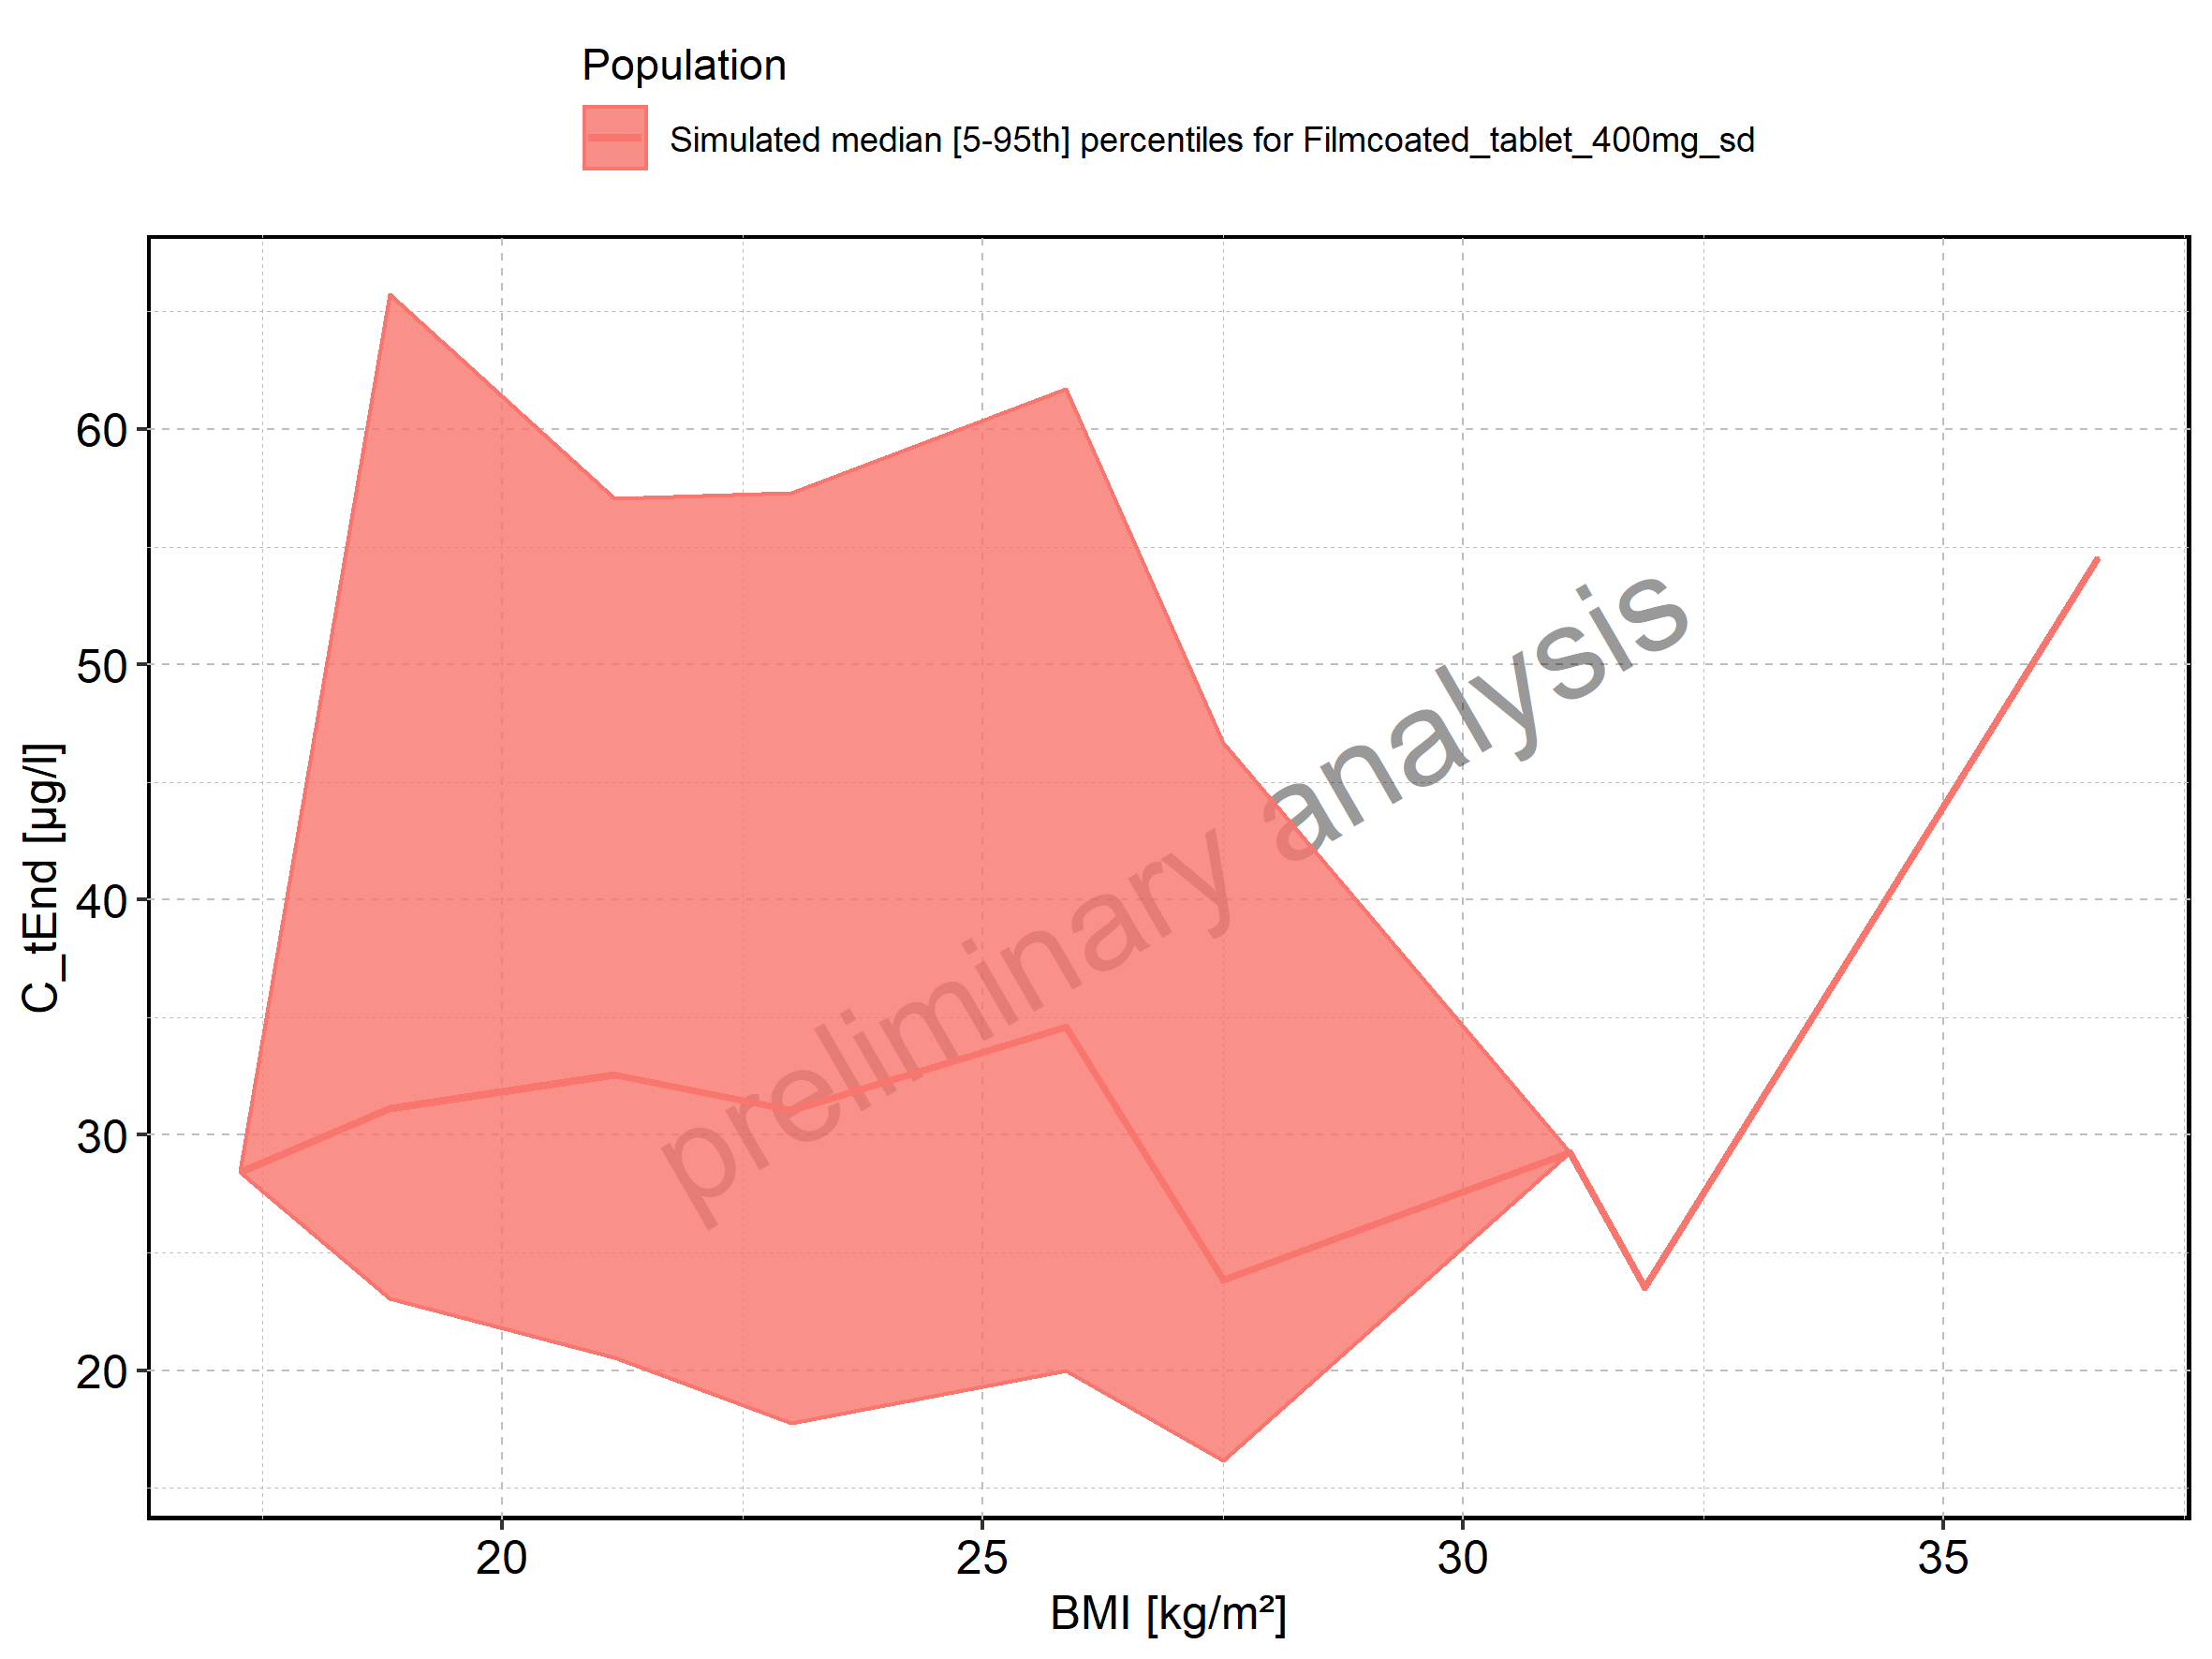 Population
Simulated median [5-95th] percentiles for Filmcoated_tablet_400mg_sd
60
50
40
30
20
C_tEnd [µg/l]
preliminary analysis
20 25 30 35
BMI [kg/m²]